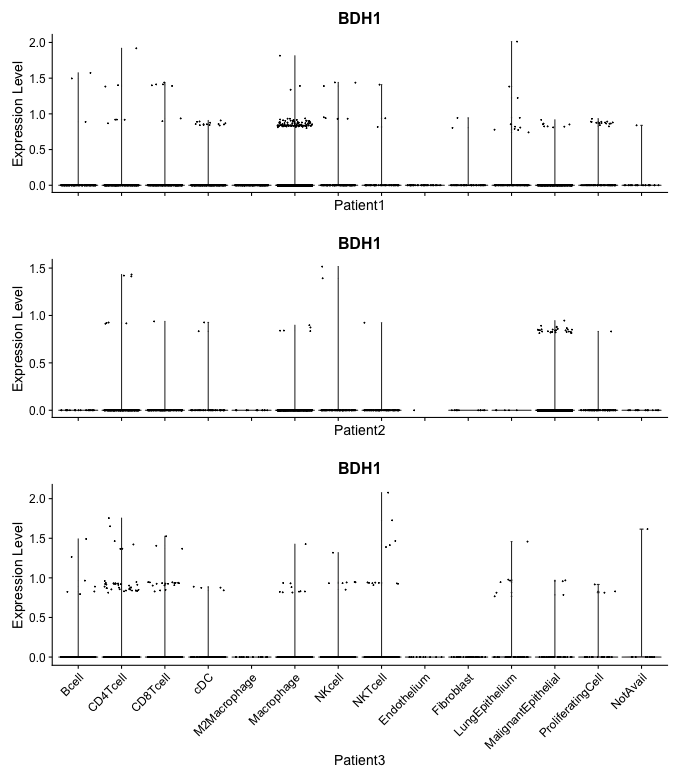 BDH1
Expression Level
2.0
1.5
1.0
0.5
0.0
Patient1
BDH1
Expression Level
1.5
1.0
0.5
0.0
Patient2
BDH1
Expression Level
2.0
1.5
1.0
0.5
0.0
Bcell
CD4Tcell
CD8Tcell
cDC
M2Macrophage
Macrophage
NKcell
NKTcell
Endothelium
Fibroblast
LungEpithelium
MalignantEpithelial
ProliferatingCell
NotAvail
Patient3